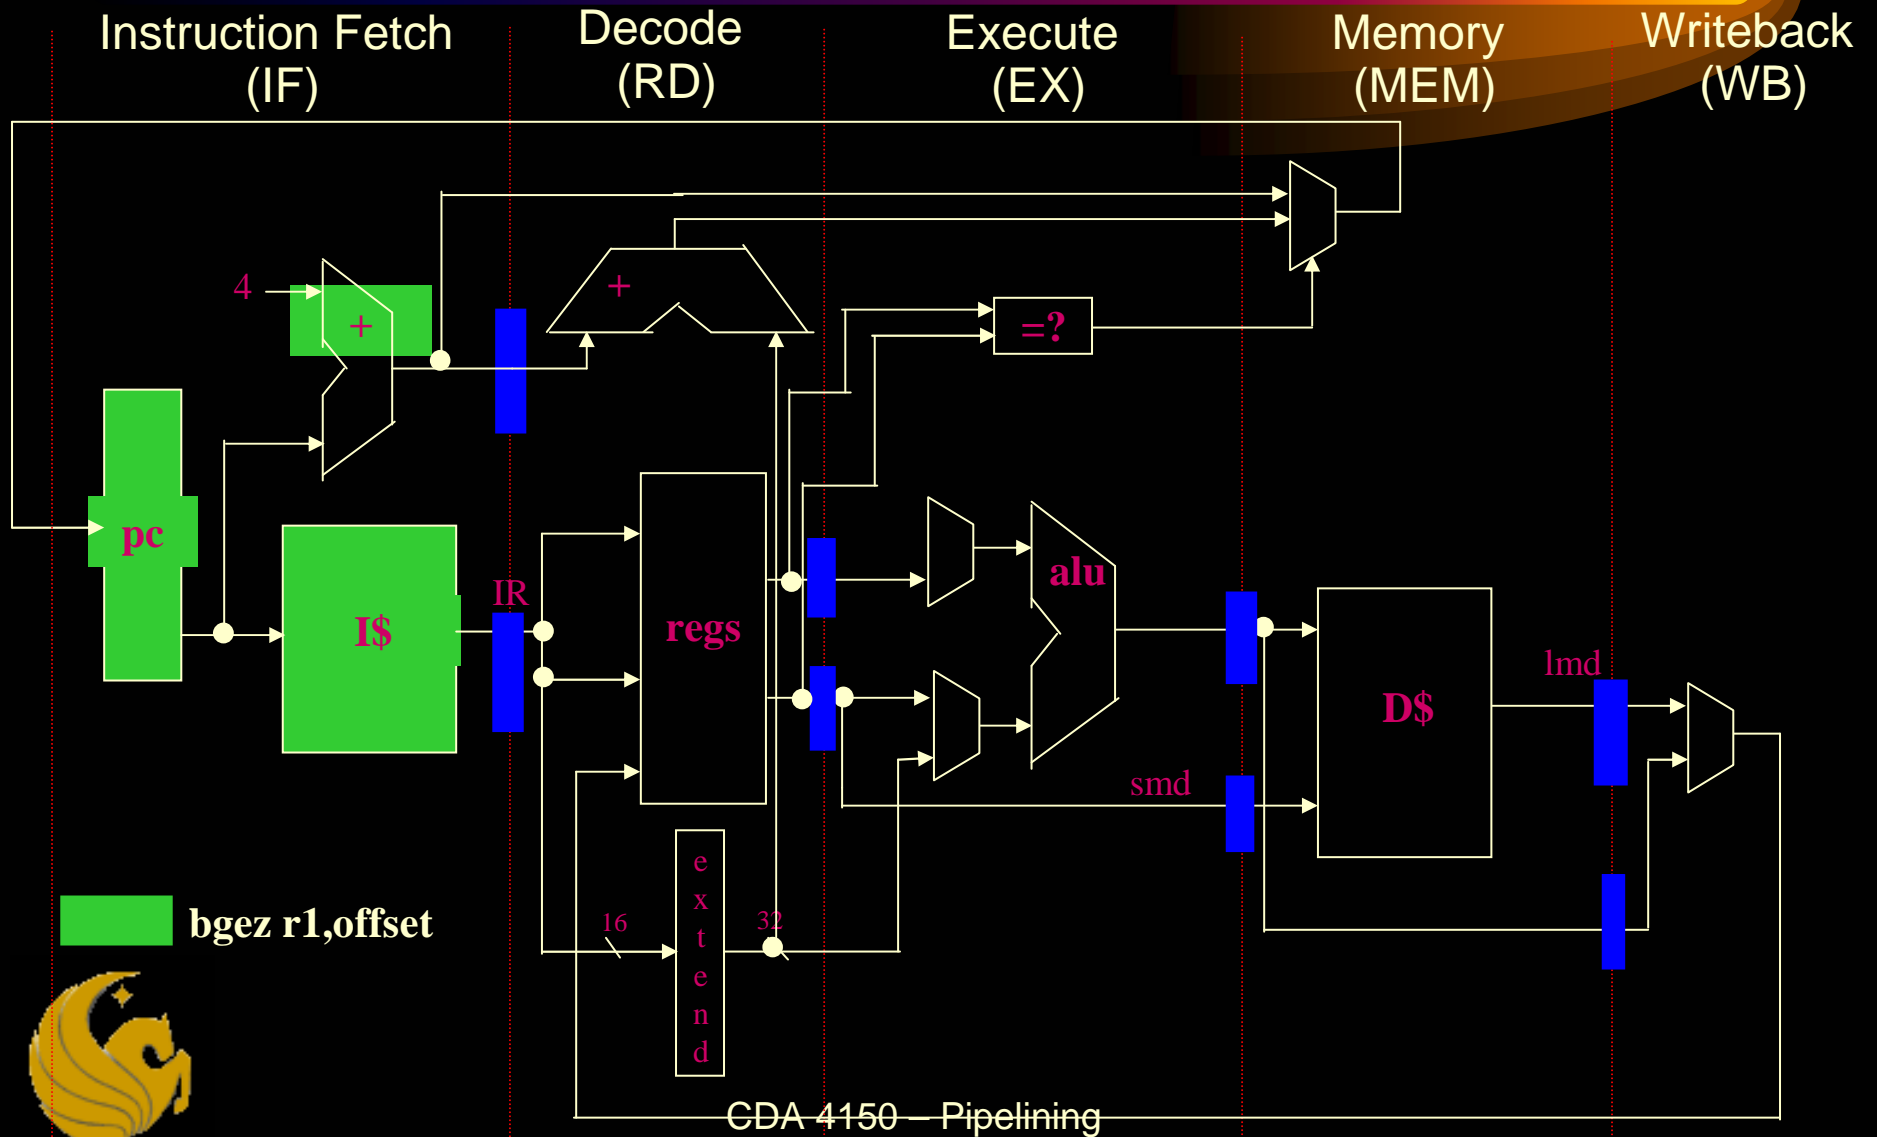 Instruction Fetch
(IF)
Decode
(RD)
Execute
(EX)
Memory
(MEM)
Writeback
(WB)
4
+
+
=?
pc
I$
IR
regs
alu
D$
lmd
smd
16
32
e
x
t
e
n
d
bgez r1,offset
CDA 4150 – Pipelining